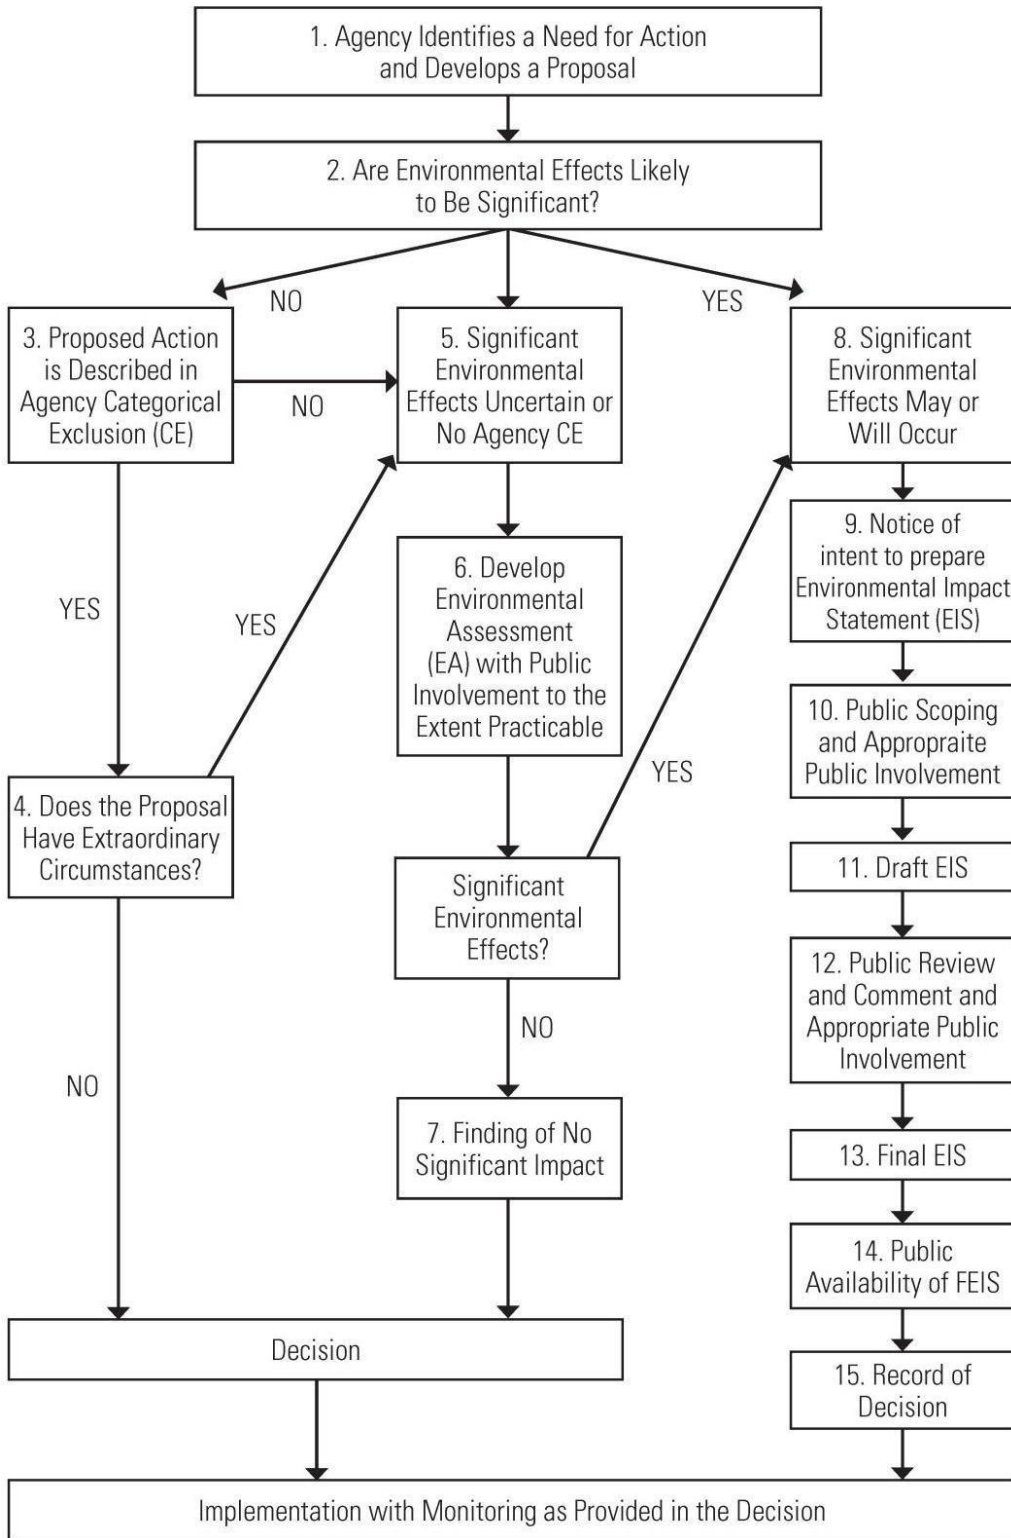 1. Agency Identifies a Need for Action
and Develops a Proposal
2. Are Environmental Effects Likely
to Be Significant?
NO
YES
3. Proposed Action
is Described in
Agency Categorical
Exclusion (CE)
NO
5. Significant
Environmental
Effects Uncertain or
No Agency CE
8. Significant
Environmental
Effects May or
Will Occur
9. Notice of
intent to prepare
Environmental Impact
Statement (EIS)
YES
YES
6. Develop
Environmental
Assessment
(EA) with Public
Involvement to the
Extent Practicable
YES
10. Public Scoping
and Appropraite
Public Involvement
4. Does the Proposal
Have Extraordinary
Circumstances?
Significant
Environmental
Effects?
11. Draft EIS
12. Public Review
and Comment and
Appropriate Public
Involvement
NO
NO
7. Finding of No
Significant Impact
13. Final EIS
14. Public
Availability of FEIS
Decision
15. Record of
Decision
Implementation with Monitoring as Provided in the Decision